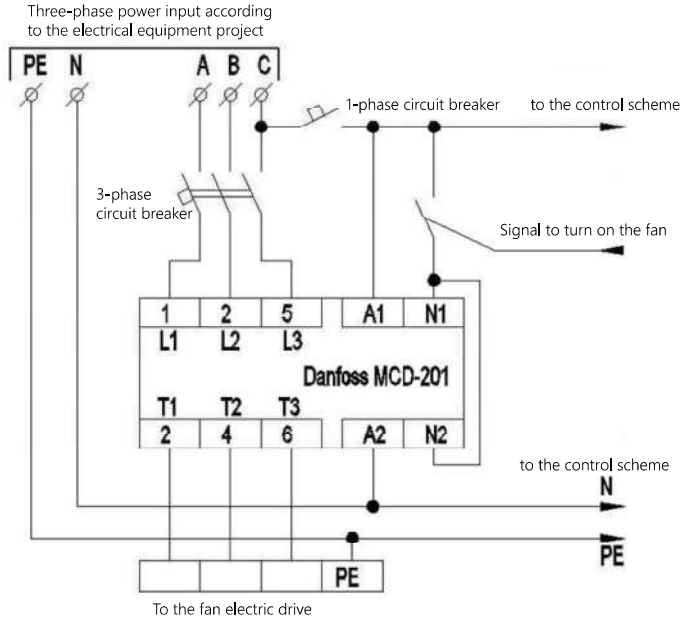 Three-phase power input according
to the electrical equipment project
PE N A B C
1-phase circuit breaker
to the control scheme
3-phase
circuit breaker
Signal to turn on the fan
1 2 5 A1 N1
L1 L2 L3
Danfoss MCD-201
T1 T2 T3
2 4 6 A2 N2
to the control scheme
N
PE
PE
To the fan electric drive